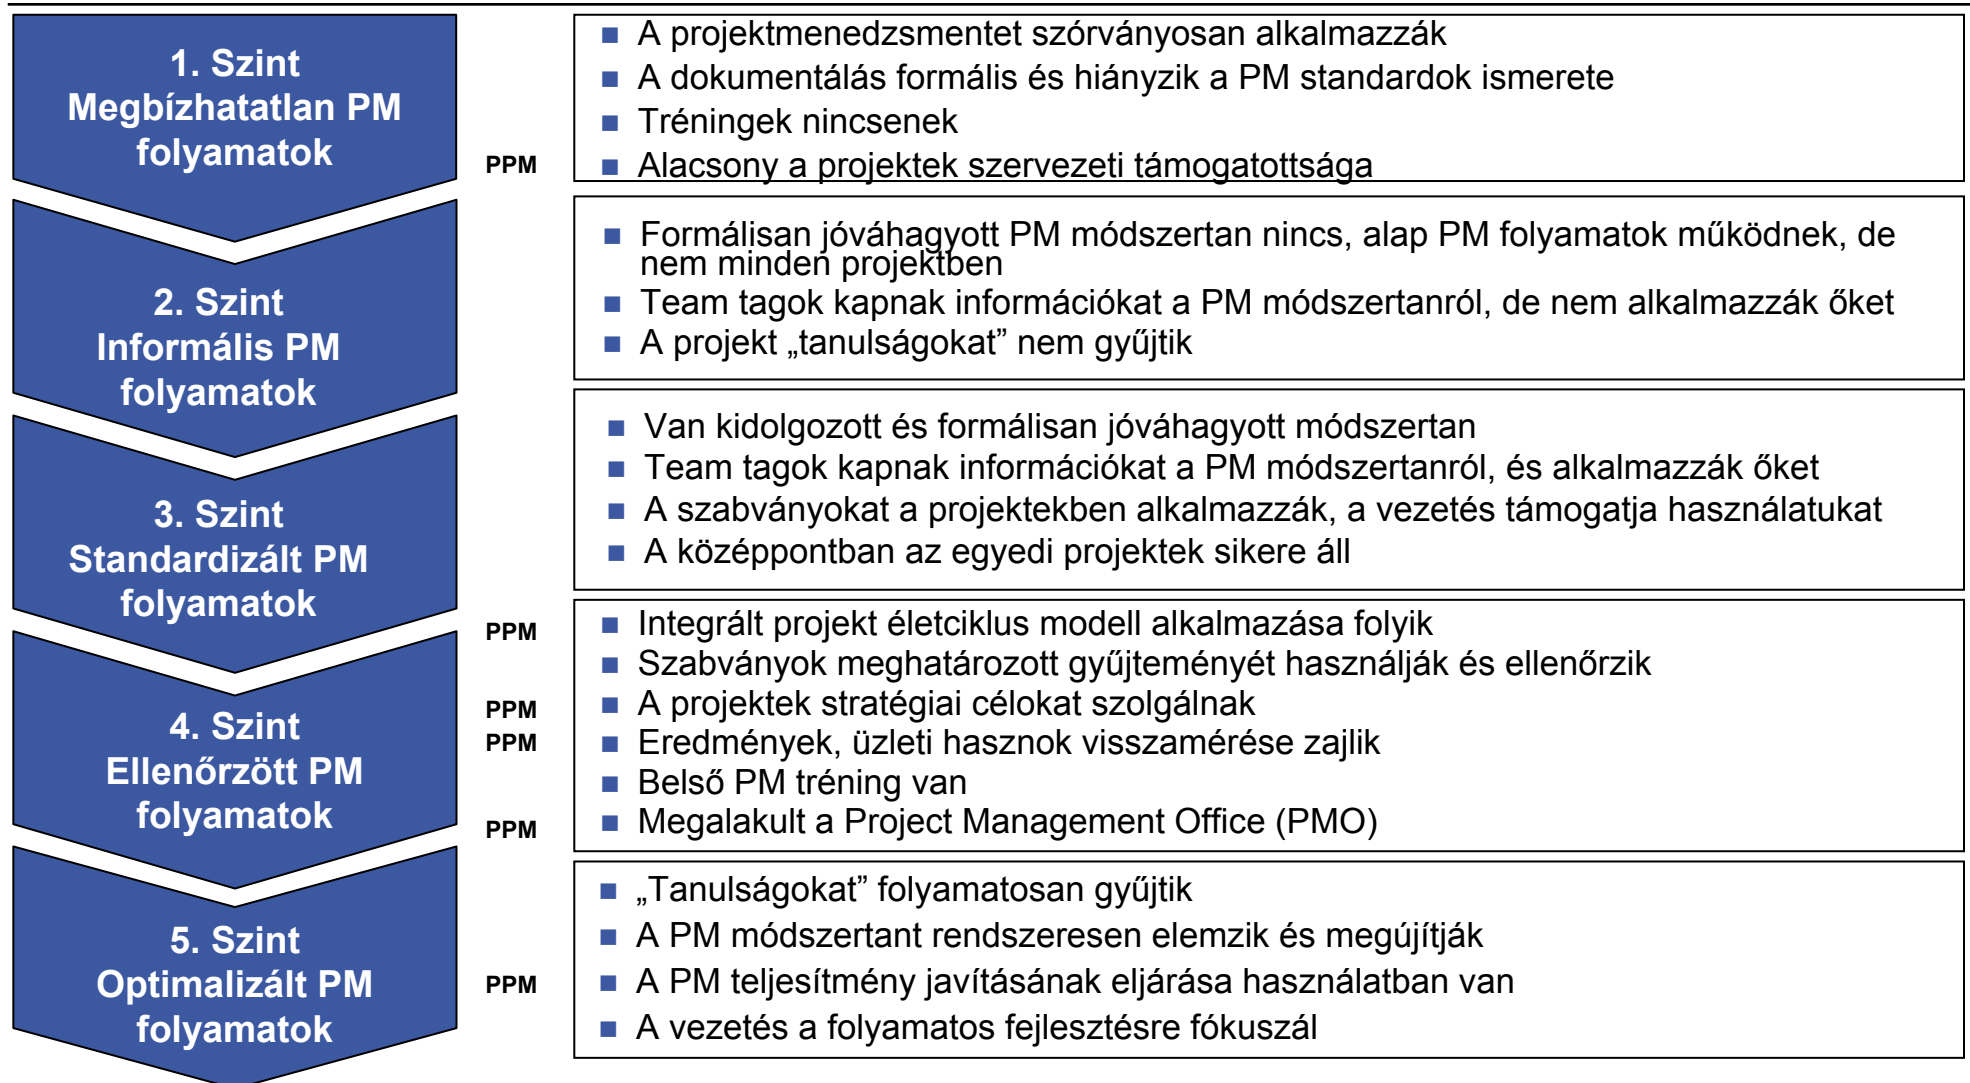 1. Szint
Megbízhatatlan PM
folyamatok
PPM
A projektmenedzsmentet szórványosan alkalmazzák
A dokumentálás formális és hiányzik a PM standardok ismerete
Tréningek nincsenek
Alacsony a projektek szervezeti támogatottsága
2. Szint
Informális PM
folyamatok
Formálisan jóváhagyott PM módszertan nincs, alap PM folyamatok működnek, de
nem minden projektben
Team tagok kapnak információkat a PM módszertanról, de nem alkalmazzák őket
A projekt „tanulságokat” nem gyűjtik
3. Szint
Standardizált PM
folyamatok
Van kidolgozott és formálisan jóváhagyott módszertan
Team tagok kapnak információkat a PM módszertanról, és alkalmazzák őket
A szabványokat a projektekben alkalmazzák, a vezetés támogatja használatukat
A középpontban az egyedi projektek sikere áll
4. Szint
Ellenőrzött PM
folyamatok
PPM
PPM
PPM
PPM
Integrált projekt életciklus modell alkalmazása folyik
Szabványok meghatározott gyűjteményét használják és ellenőrzik
A projektek stratégiai célokat szolgálnak
Eredmények, üzleti hasznok visszamérése zajlik
Belső PM tréning van
Megalakult a Project Management Office (PMO)
5. Szint
Optimalizált PM
folyamatok
PPM
„Tanulságokat” folyamatosan gyűjtik
A PM módszertant rendszeresen elemzik és megújítják
A PM teljesítmény javításának eljárása használatban van
A vezetés a folyamatos fejlesztésre fókuszál